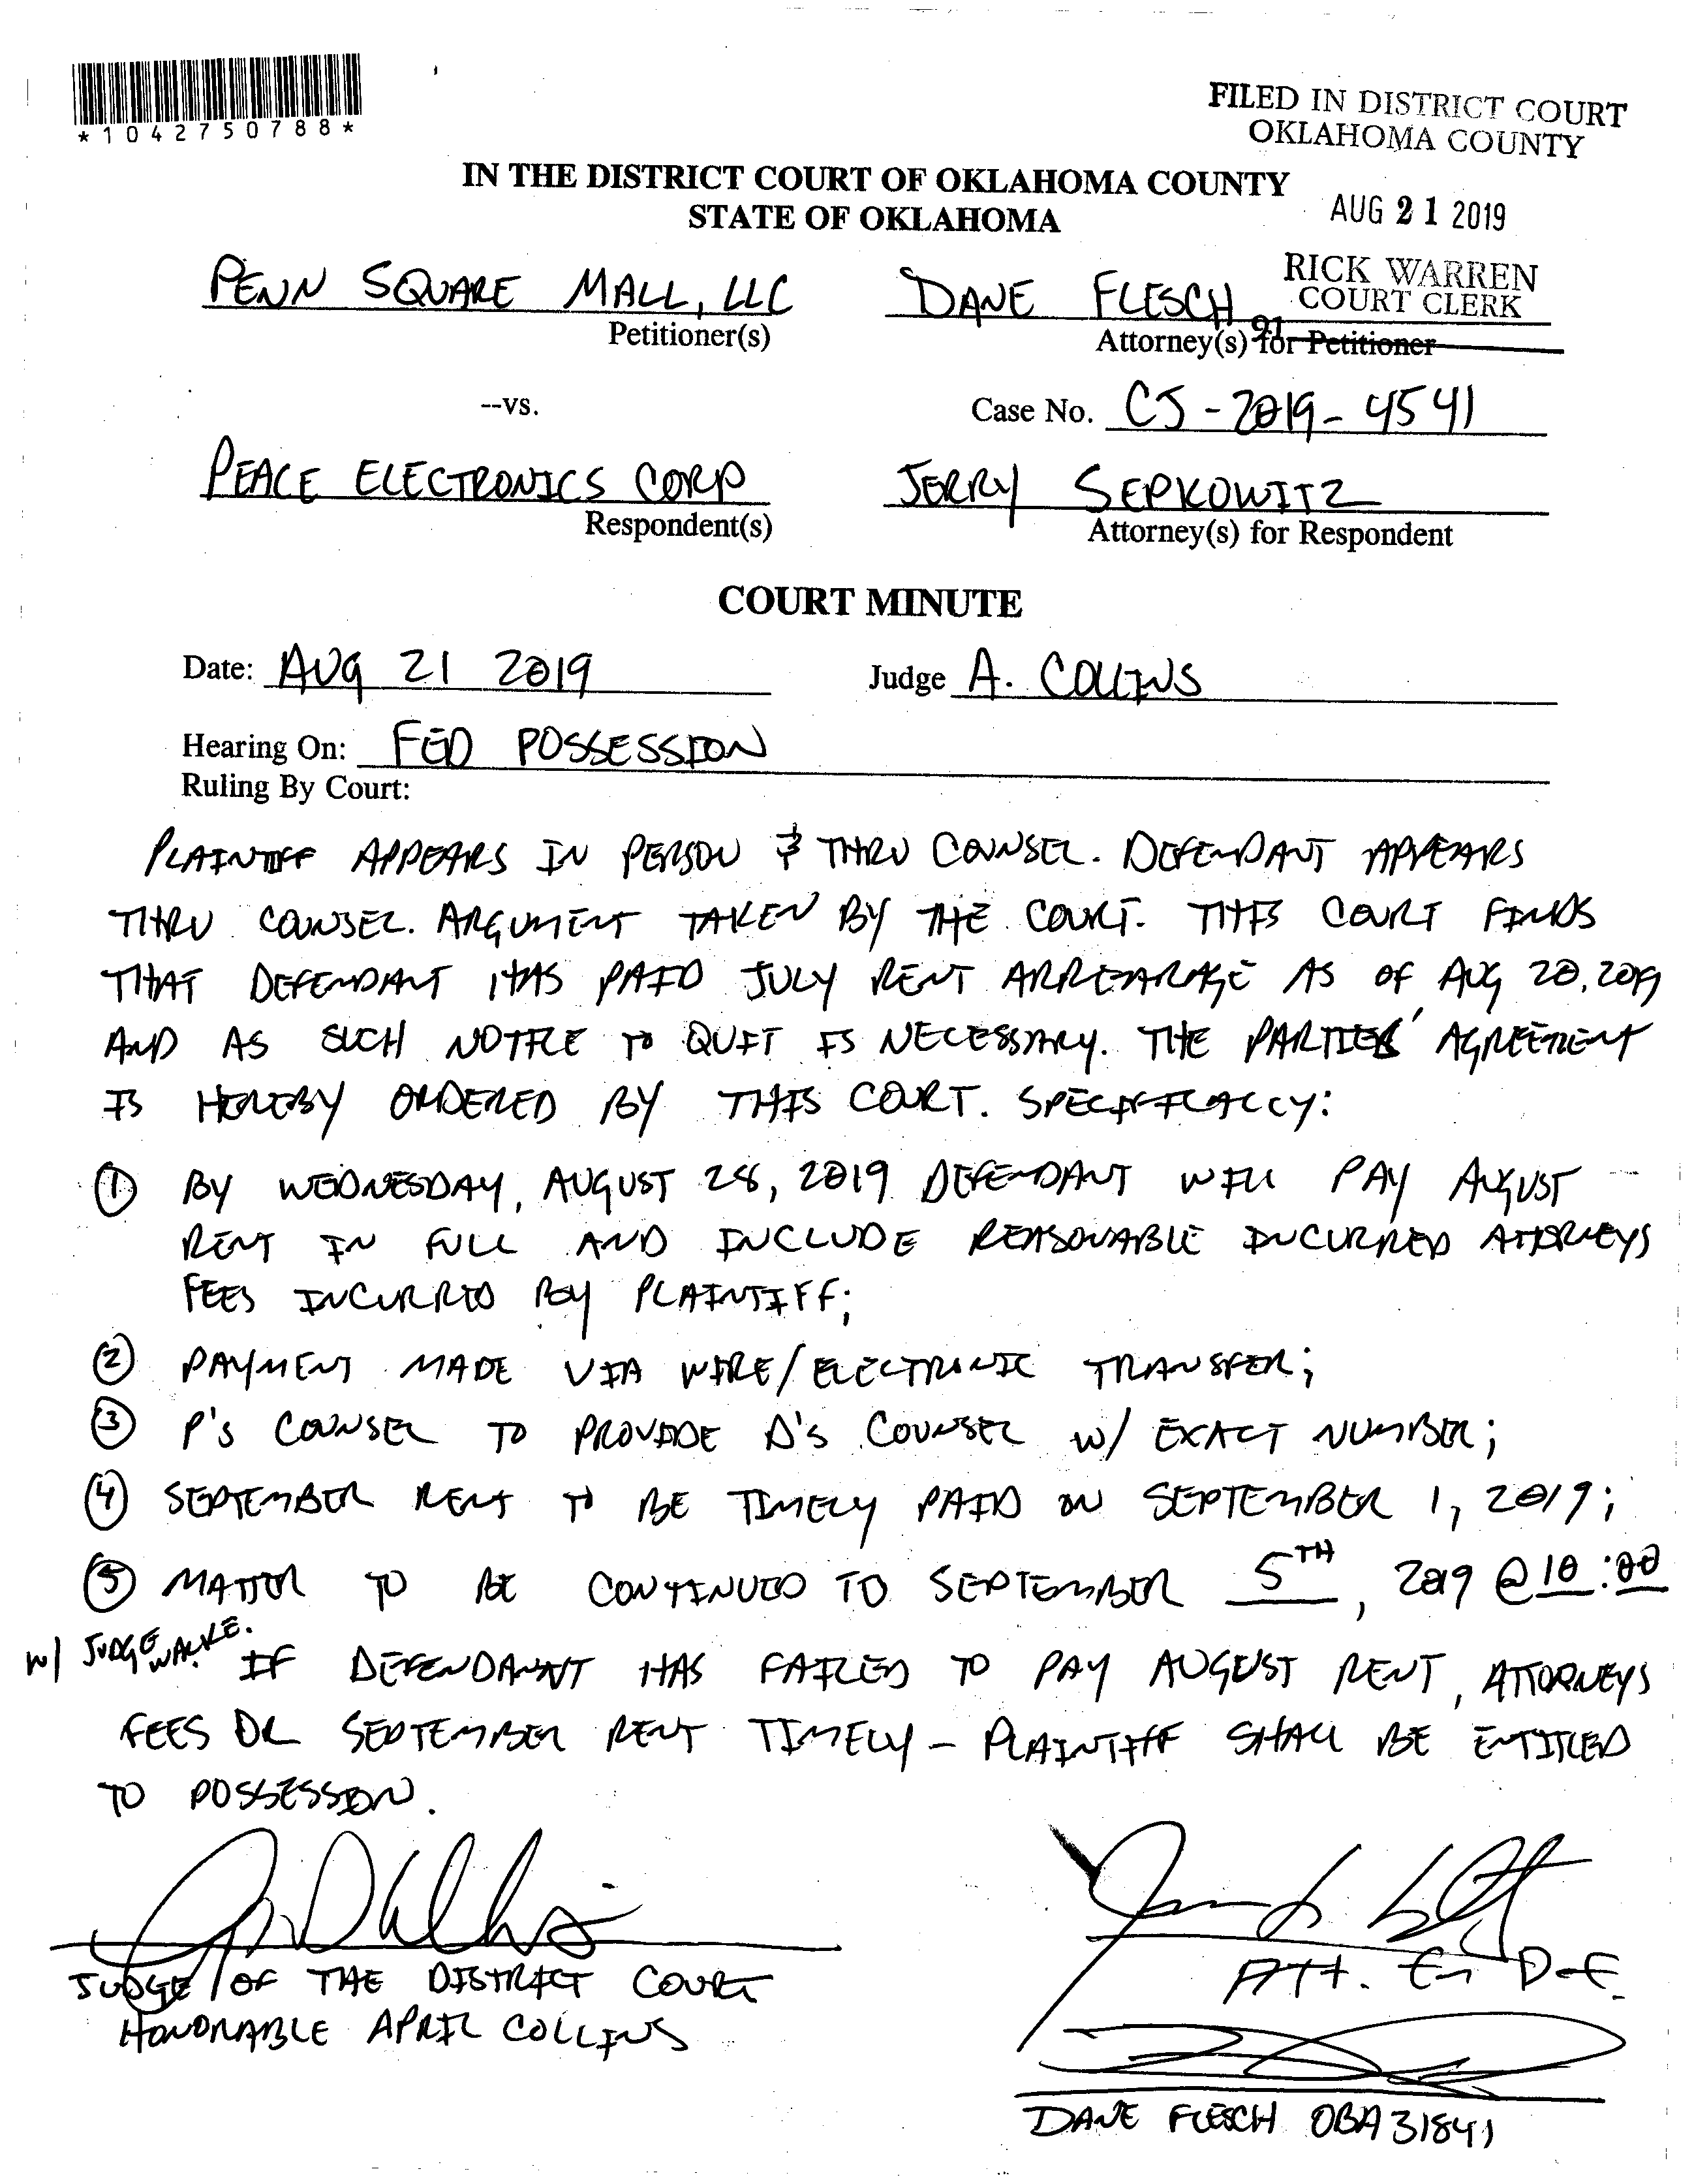 *1042750788*
FILED IN DISTRICT COURT
OKLAHOMA COUNTY
IN THE DISTRICT COURT OF OKLAHOMA COUNTY
STATE OF OKLAHOMA
AUG 21 2019
RICK WARREN
COURT CLERK
91
PENN SQUARE MALL, LLC
Petitioner(s)
DANE FLESCH
Attorney(s) for Petitioner
--vs.
Case No. CJ-2019-4541
PEACE ELECTRONICS CORP
Respondent(s)
JERRY SEPKOWITZ
Attorney(s) for Respondent
COURT MINUTE
Date: AUG 21 2019
Judge A. COLLINS
Hearing On: FED POSSESSION
Ruling By Court:
PLAINTIFF APPEARS IN PERSON & THRU COUNSEL. DEFENDANT APPEARS
THRU COUNSEL. ARGUMENT TAKEN BY THE COURT. THIS COURT FINDS
THAT DEFENDANT HAS PAID JULY RENT ARREARAGE AS OF AUG 20, 2019
AND AS SUCH NOTICE TO QUIT IS NECESSARY. THE PARTIES' AGREEMENT
IS HEREBY ORDERED BY THIS COURT. SPECIFICALLY:
① BY WEDNESDAY, AUGUST 28, 2019 DEFENDANT WILL PAY AUGUST
RENT IN FULL AND INCLUDE REASONABLE INCURRED ATTORNEYS
FEES INCURRED BY PLAINTIFF;
② PAYMENT MADE VIA WIRE/ELECTRONIC TRANSFER;
③ P'S COUNSEL TO PROVIDE Δ'S COUNSEL W/ EXACT NUMBER;
④ SEPTEMBER RENT TO BE TIMELY PAID ON SEPTEMBER 1, 2019;
⑤ MATTER TO BE CONTINUED TO SEPTEMBER 5TH, 2019 @ 10:00
W/ JUDGE WALKE.
IF DEFENDANT HAS FAILED TO PAY AUGUST RENT, ATTORNEYS
FEES OR SEPTEMBER RENT TIMELY - PLAINTIFF SHALL BE ENTITLED
TO POSSESSION.
JUDGE OF THE DISTRICT COURT
HONORABLE APRIL COLLINS
Att. for Def.
DANE FLESCH OBA 31841